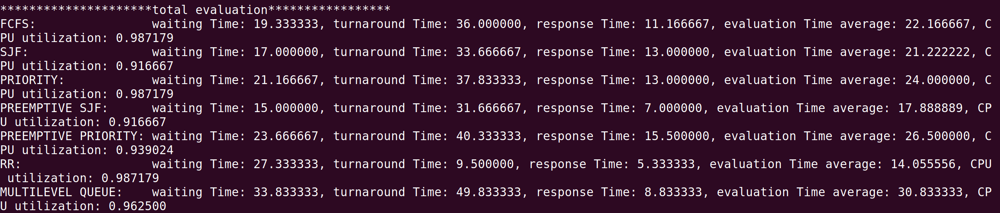 *********************total evaluation*****************
FCFS:                waiting Time: 19.333333, turnaround Time: 36.000000, response Time: 11.166667, evaluation Time average: 22.166667, C
PU utilization: 0.987179
SJF:                 waiting Time: 17.000000, turnaround Time: 33.666667, response Time: 13.000000, evaluation Time average: 21.222222, C
PU utilization: 0.916667
PRIORITY:            waiting Time: 21.166667, turnaround Time: 37.833333, response Time: 13.000000, evaluation Time average: 24.000000, C
PU utilization: 0.987179
PREEMPTIVE SJF:      waiting Time: 15.000000, turnaround Time: 31.666667, response Time: 7.000000, evaluation Time average: 17.888889, CP
U utilization: 0.916667
PREEMPTIVE PRIORITY: waiting Time: 23.666667, turnaround Time: 40.333333, response Time: 15.500000, evaluation Time average: 26.500000, C
PU utilization: 0.939024
RR:                  waiting Time: 27.333333, turnaround Time: 9.500000, response Time: 5.333333, evaluation Time average: 14.055556, CPU
 utilization: 0.987179
MULTILEVEL QUEUE:    waiting Time: 33.833333, turnaround Time: 49.833333, response Time: 8.833333, evaluation Time average: 30.833333, CP
U utilization: 0.962500